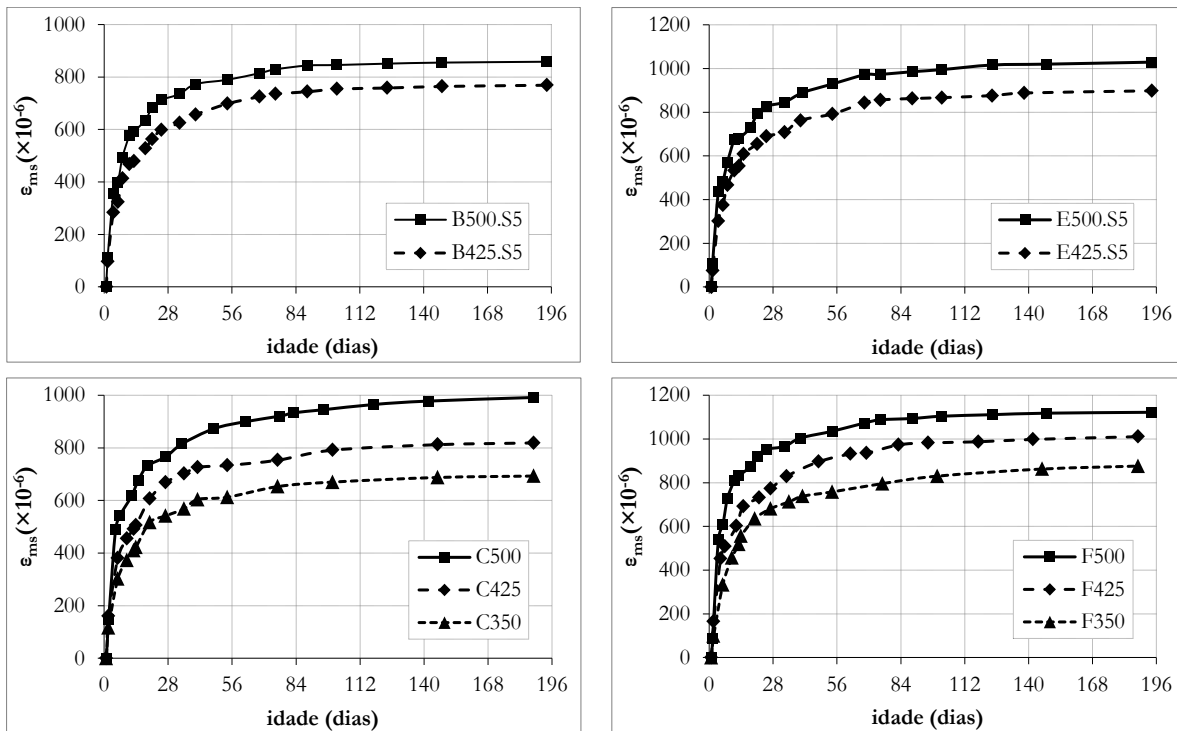 1000
800
600
400
200
0
ε_ms(×10⁻⁶)
B500.S5
B425.S5
0 28 56 84 112 140 168 196
idade (dias)
1200
1000
800
600
400
200
0
ε_ms(×10⁻⁶)
E500.S5
E425.S5
0 28 56 84 112 140 168 196
idade (dias)
1000
800
600
400
200
0
ε_ms(×10⁻⁶)
C500
C425
C350
0 28 56 84 112 140 168 196
idade (dias)
1200
1000
800
600
400
200
0
ε_ms(×10⁻⁶)
F500
F425
F350
0 28 56 84 112 140 168 196
idade (dias)